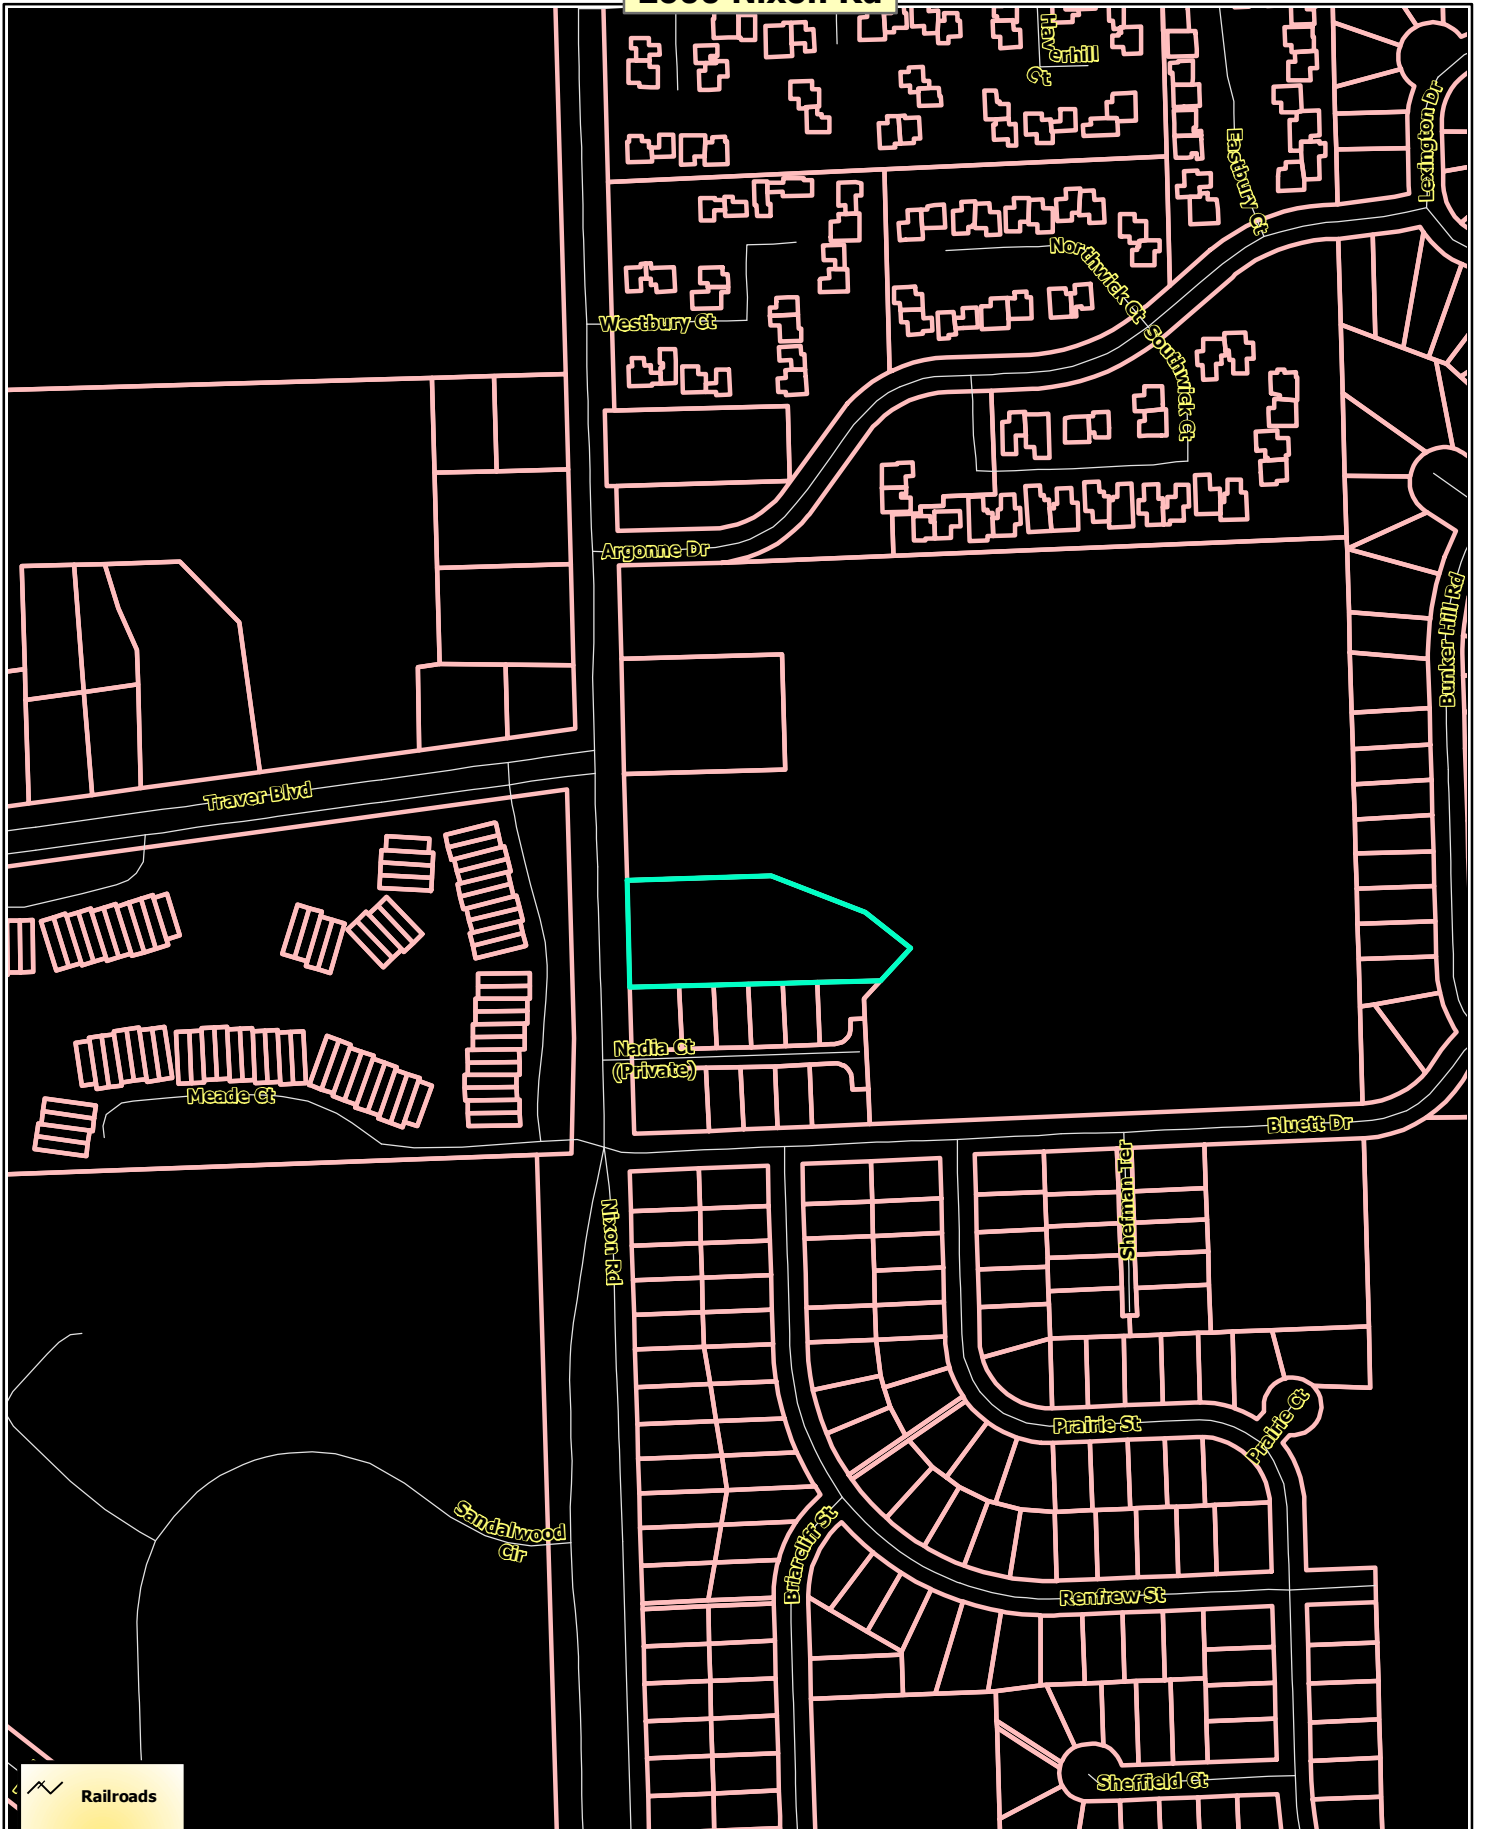 Haverhill
Ct
Lexington Dr
Eastbury Ct
Northwick Ct
Westbury Ct
Southwick Ct
Argonne Dr
Bunker Hill Rd
Traver Blvd
Nadia Ct
(Private)
Meade Ct
Bluett Dr
Shefman Ter
Nixon Rd
Prairie Ct
Prairie St
Sandalwood
Cir
Briarcliff St
Renfrew St
Sheffield Ct
Railroads